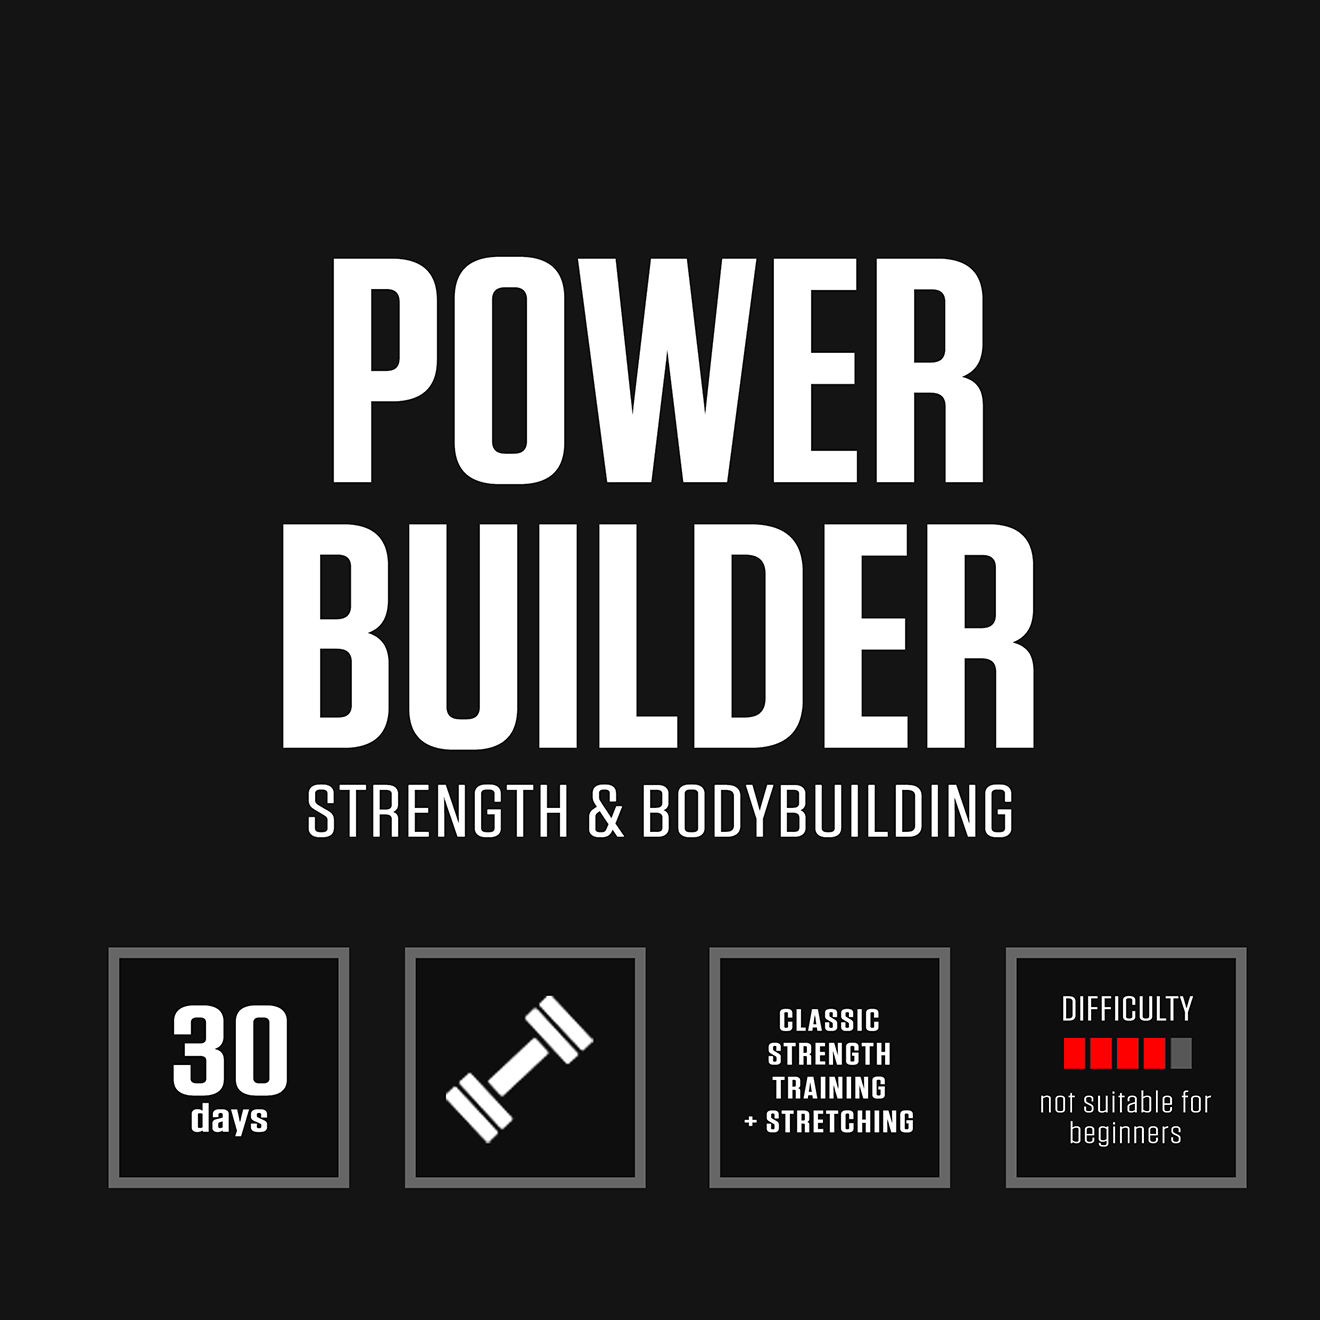 POWER
BUILDER
STRENGTH & BODYBUILDING
30
days
CLASSIC
STRENGTH
TRAINING
+ STRETCHING
DIFFICULTY
not suitable for
beginners